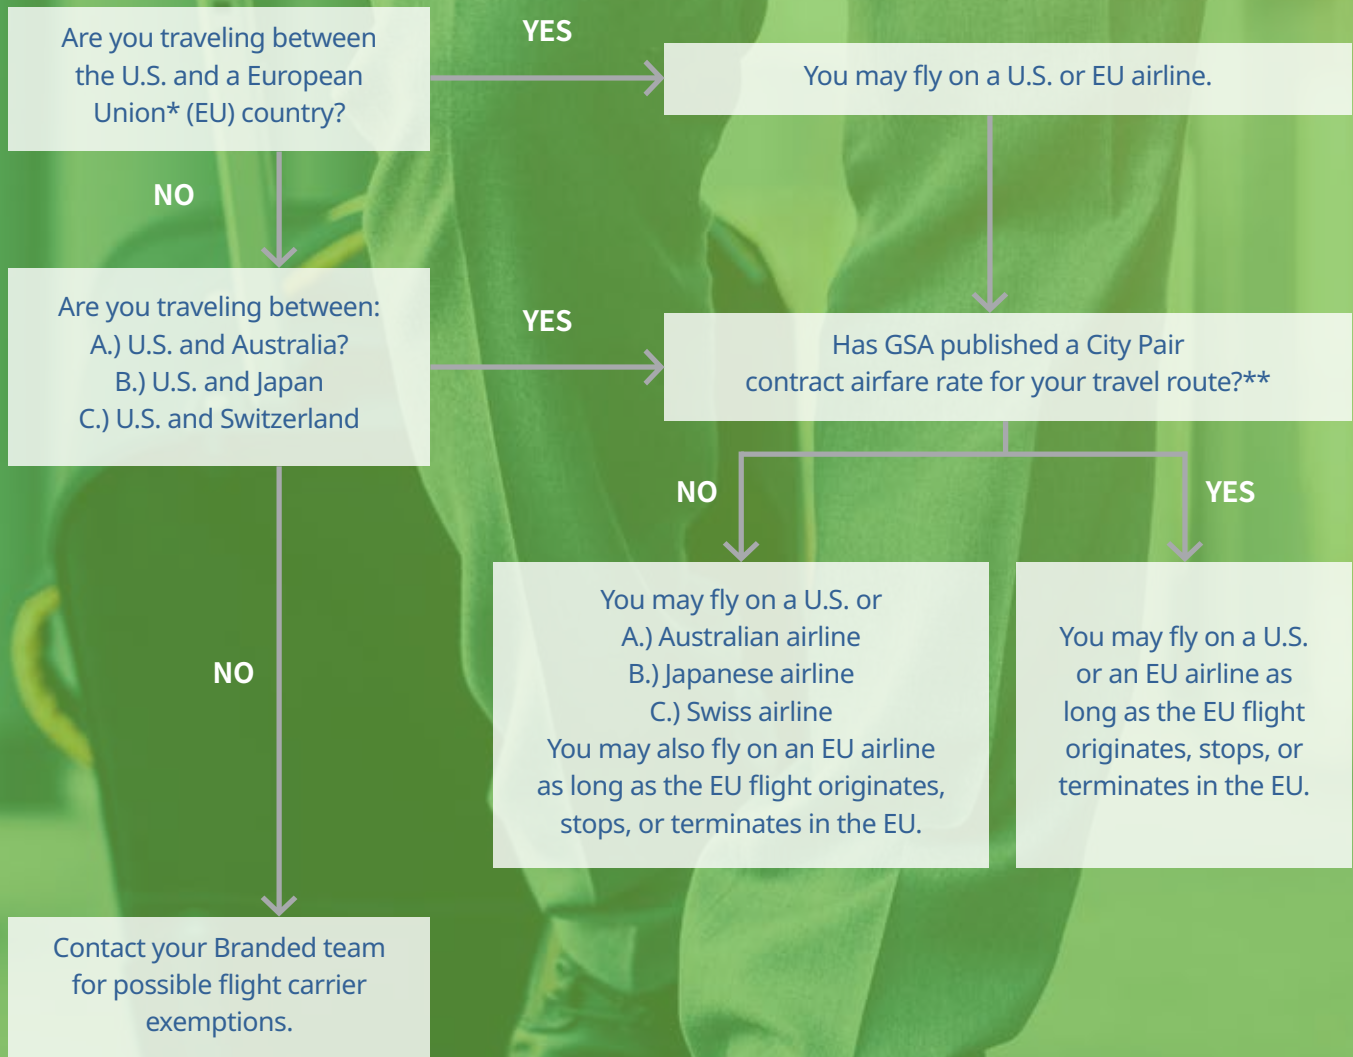 Are you traveling between
the U.S. and a European
Union* (EU) country?
YES
You may fly on a U.S. or EU airline.
NO
Are you traveling between:
A.) U.S. and Australia?
B.) U.S. and Japan
C.) U.S. and Switzerland
YES
Has GSA published a City Pair
contract airfare rate for your travel route?**
NO
YES
You may fly on a U.S. or
A.) Australian airline
B.) Japanese airline
C.) Swiss airline
You may also fly on an EU airline
as long as the EU flight originates,
stops, or terminates in the EU.
You may fly on a U.S.
or an EU airline as
long as the EU flight
originates, stops, or
terminates in the EU.
NO
Contact your Branded team
for possible flight carrier
exemptions.